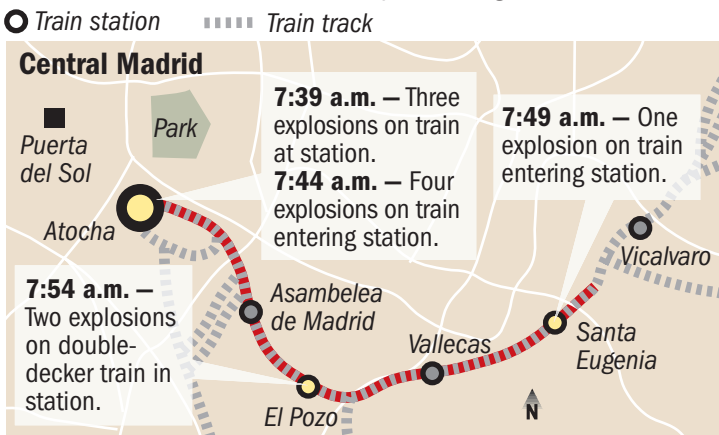 Train station
Train track
Central Madrid
Puerta
del Sol
Park
7:39 a.m. — Three
explosions on train
at station.
7:44 a.m. — Four
explosions on train
entering station.
7:49 a.m. — One
explosion on train
entering station.
Atocha
Vicalvaro
7:54 a.m. —
Two explosions
on double-
decker train in
station.
Asambelea
de Madrid
Vallecas
Santa
Eugenia
El Pozo
N